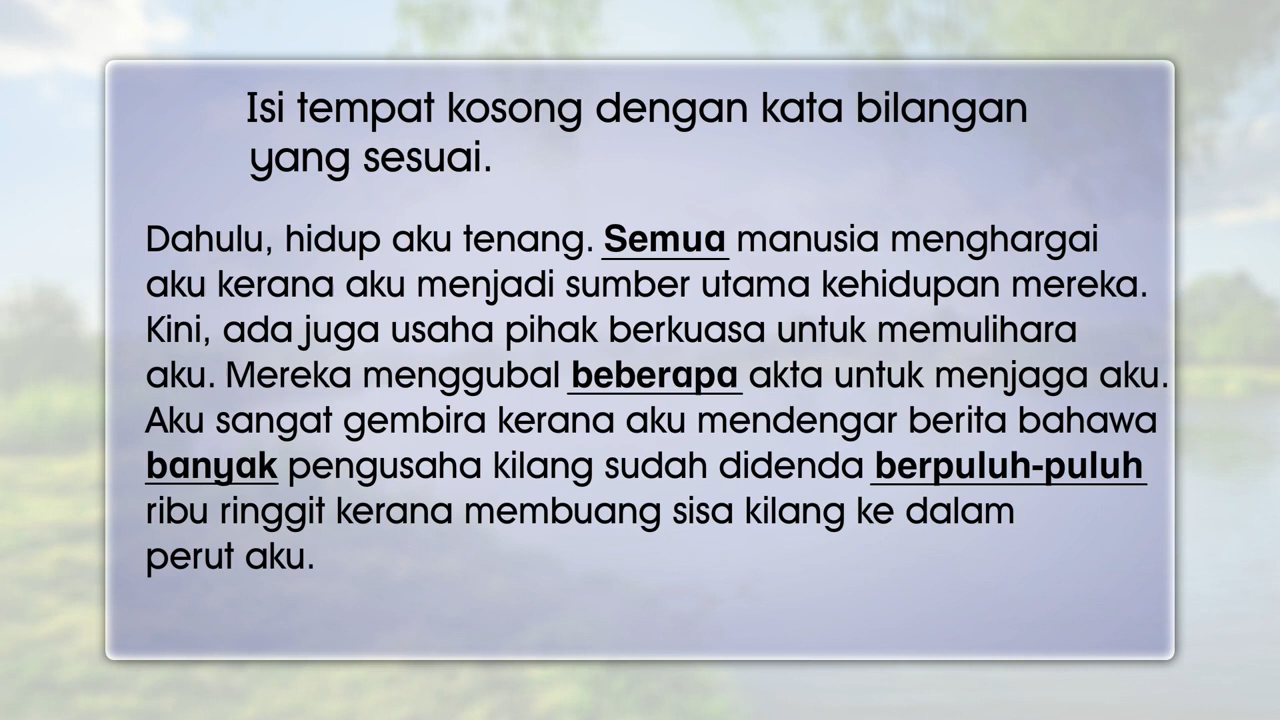 Isi tempat kosong dengan kata bilangan
yang sesuai.
Dahulu, hidup aku tenang. Semua manusia menghargai
aku kerana aku menjadi sumber utama kehidupan mereka.
Kini, ada juga usaha pihak berkuasa untuk memulihara
aku. Mereka menggubal beberapa akta untuk menjaga aku.
Aku sangat gembira kerana aku mendengar berita bahawa
banyak pengusaha kilang sudah didenda berpuluh-puluh
ribu ringgit kerana membuang sisa kilang ke dalam
perut aku.